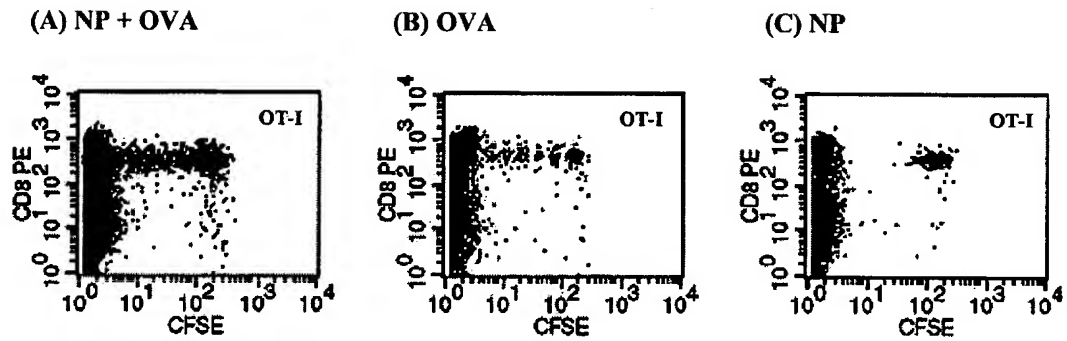 (A) NP + OVA
(B) OVA
(C) NP
CD8 PE
10⁰ 10¹ 10² 10³ 10⁴
OT-I
10⁰ 10¹ 10² 10³ 10⁴
CFSE
CD8 PE
10⁰ 10¹ 10² 10³ 10⁴
OT-I
10⁰ 10¹ 10² 10³ 10⁴
CFSE
CD8 PE
10⁰ 10¹ 10² 10³ 10⁴
OT-I
10⁰ 10¹ 10² 10³ 10⁴
CFSE